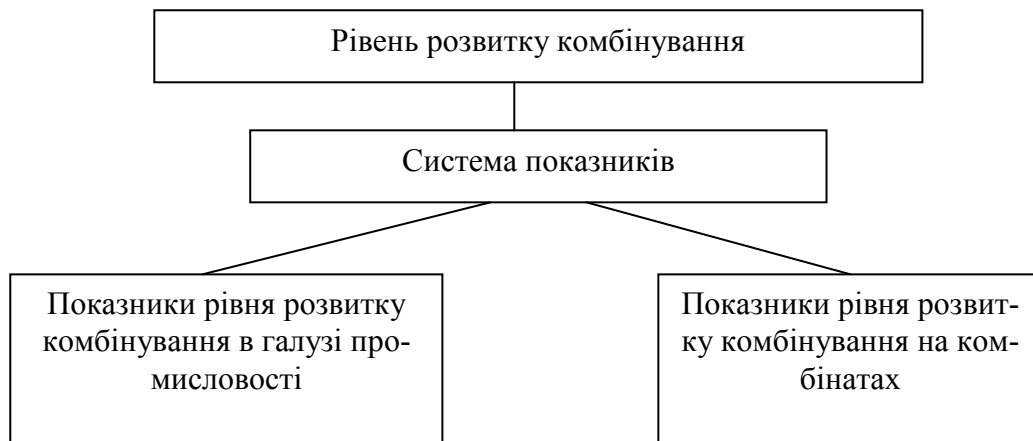 Рівень розвитку комбінування
Система показників
Показники рівня розвитку
комбінування в галузі про-
мисловості
Показники рівня розвит-
ку комбінування на ком-
бінатах